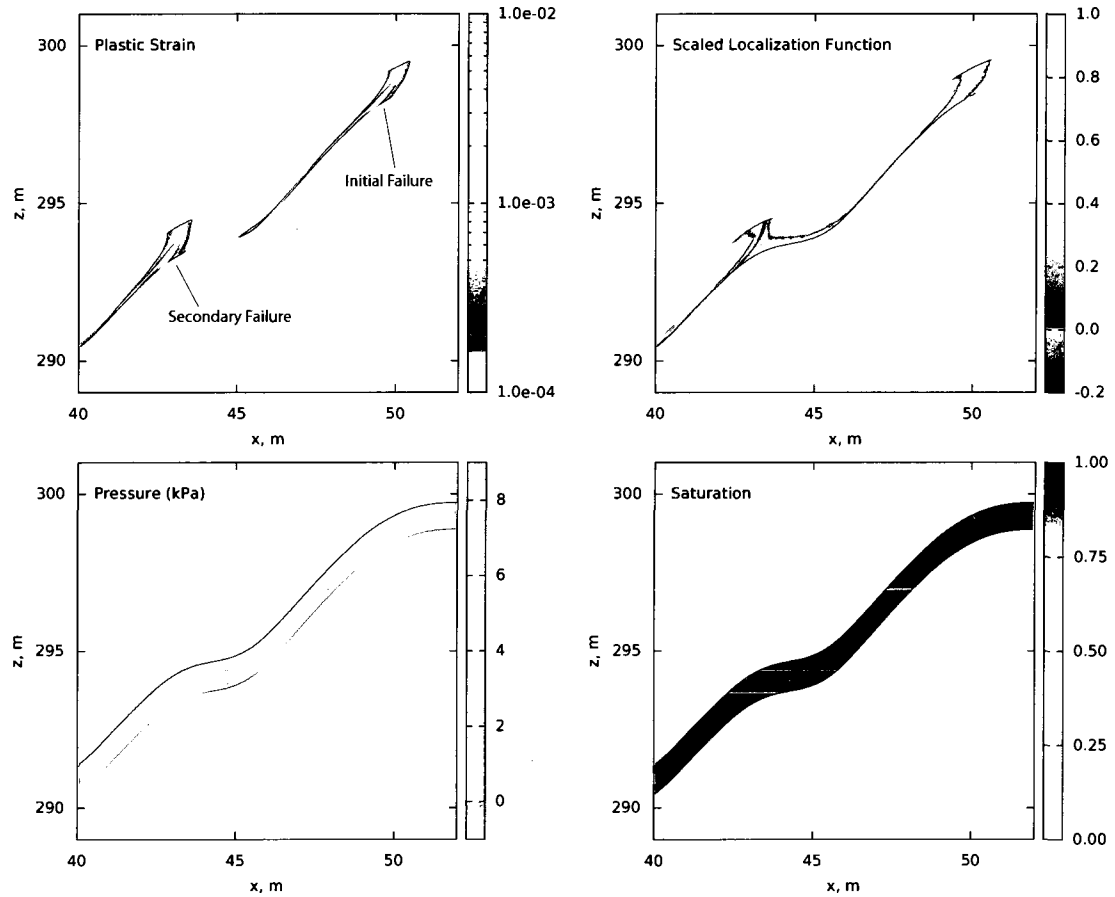 Plastic Strain
300
295
290
z, m
40
45
50
x, m
Initial Failure
Secondary Failure
1.0e-02
1.0e-03
1.0e-04
Scaled Localization Function
300
295
290
z, m
40
45
50
x, m
1.0
0.8
0.6
0.4
0.2
0.0
-0.2
Pressure (kPa)
300
295
290
z, m
40
45
50
x, m
8
6
4
2
0
Saturation
300
295
290
z, m
40
45
50
x, m
1.00
0.75
0.50
0.25
0.00